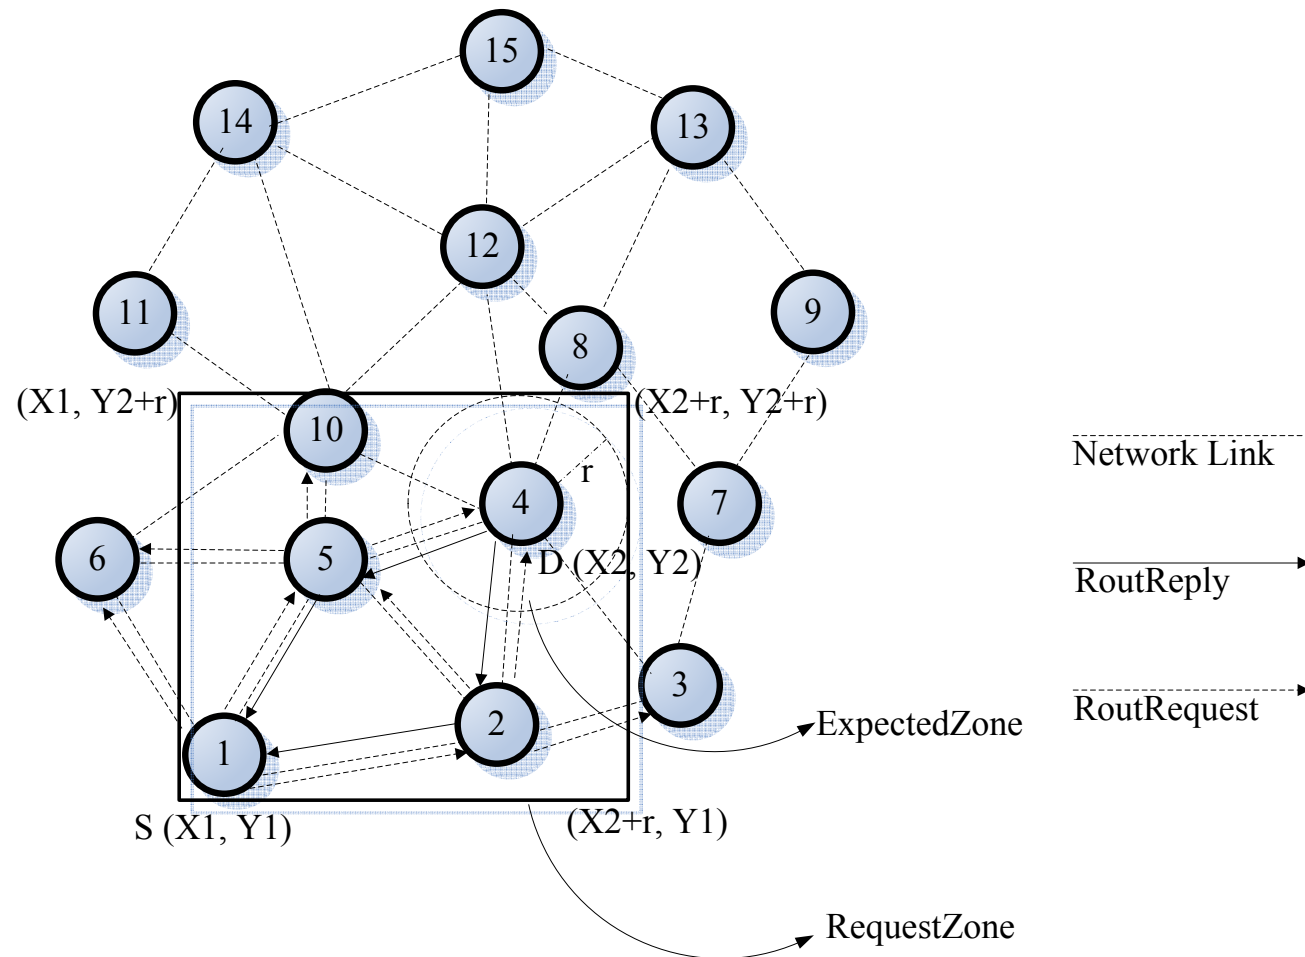 15
14
13
12
11
9
8
(X1, Y2+r)
(X2+r, Y2+r)
10
r
Network Link
4
7
6
5
D (X2, Y2)
RoutReply
3
RoutRequest
2
ExpectedZone
1
S (X1, Y1)
(X2+r, Y1)
RequestZone